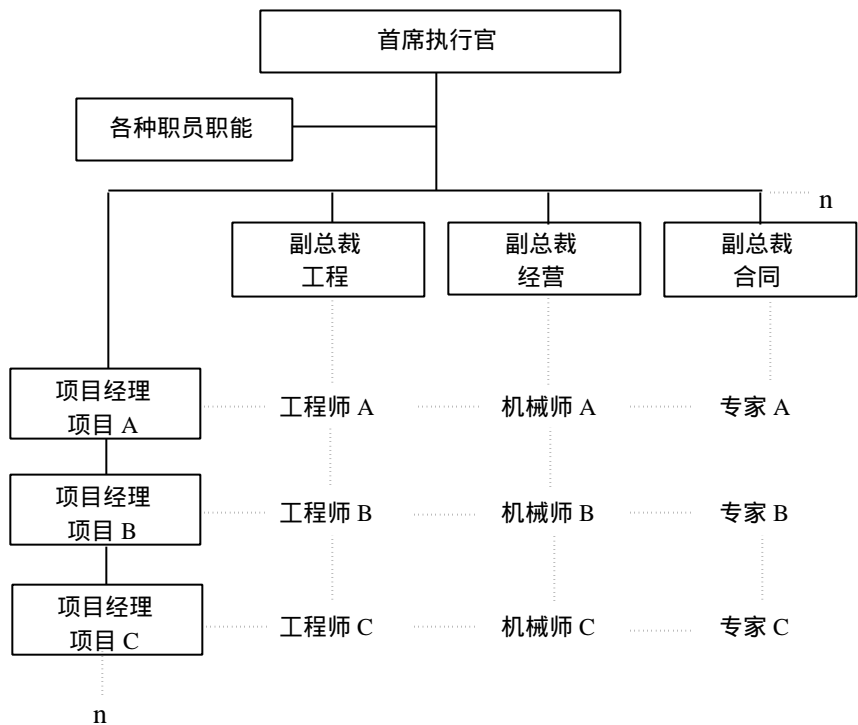 首席执行官
各种职员职能
n
副总裁
工程
副总裁
经营
副总裁
合同
项目经理
项目 A
工程师 A
机械师 A
专家 A
项目经理
项目 B
工程师 B
机械师 B
专家 B
项目经理
项目 C
工程师 C
机械师 C
专家 C
n